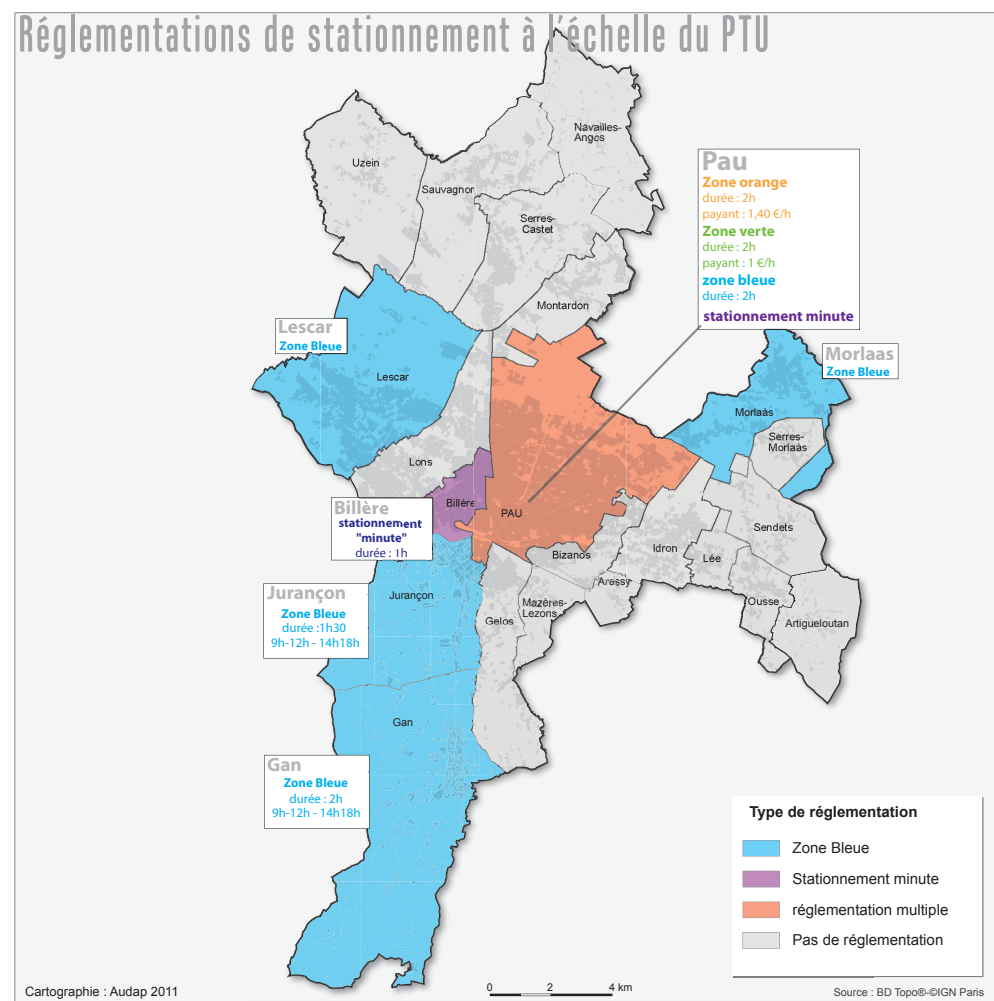 Réglementations de stationnement à l'échelle du PTU
Navailles-
Angos
Uzein
Sauvagnon
Serres-
Castet
Montardon
Pau
Zone orange
durée : 2h
payant : 1,40 €/h
Zone verte
durée : 2h
payant : 1 €/h
zone bleue
durée : 2h
stationnement minute
Lescar
Zone Bleue
Lescar
Morlaas
Zone Bleue
Morlaàs
Serres-
Morlaàs
Lons
Billère
PAU
Billère
stationnement
"minute"
durée : 1h
Sendets
Idron
Lée
Bizanos
Aressy
Ousse
Artigueloutan
Mazères-
Lezons
Gelos
Jurançon
Jurançon
Zone Bleue
durée :1h30
9h-12h - 14h18h
Gan
Gan
Zone Bleue
durée : 2h
9h-12h - 14h18h
Type de réglementation
Zone Bleue
Stationnement minute
réglementation multiple
Pas de réglementation
Cartographie : Audap 2011
0 2 4 km
Source : BD Topo®-©IGN Paris